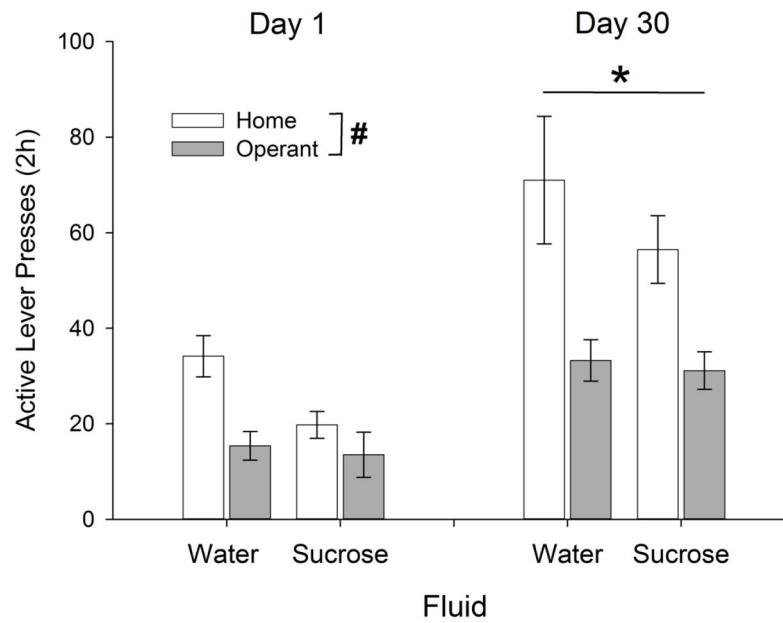 Day 1 Day 30
100
80
60
40
20
0
Active Lever Presses (2h)
Home
Operant
#
*
Water Sucrose Water Sucrose
Fluid